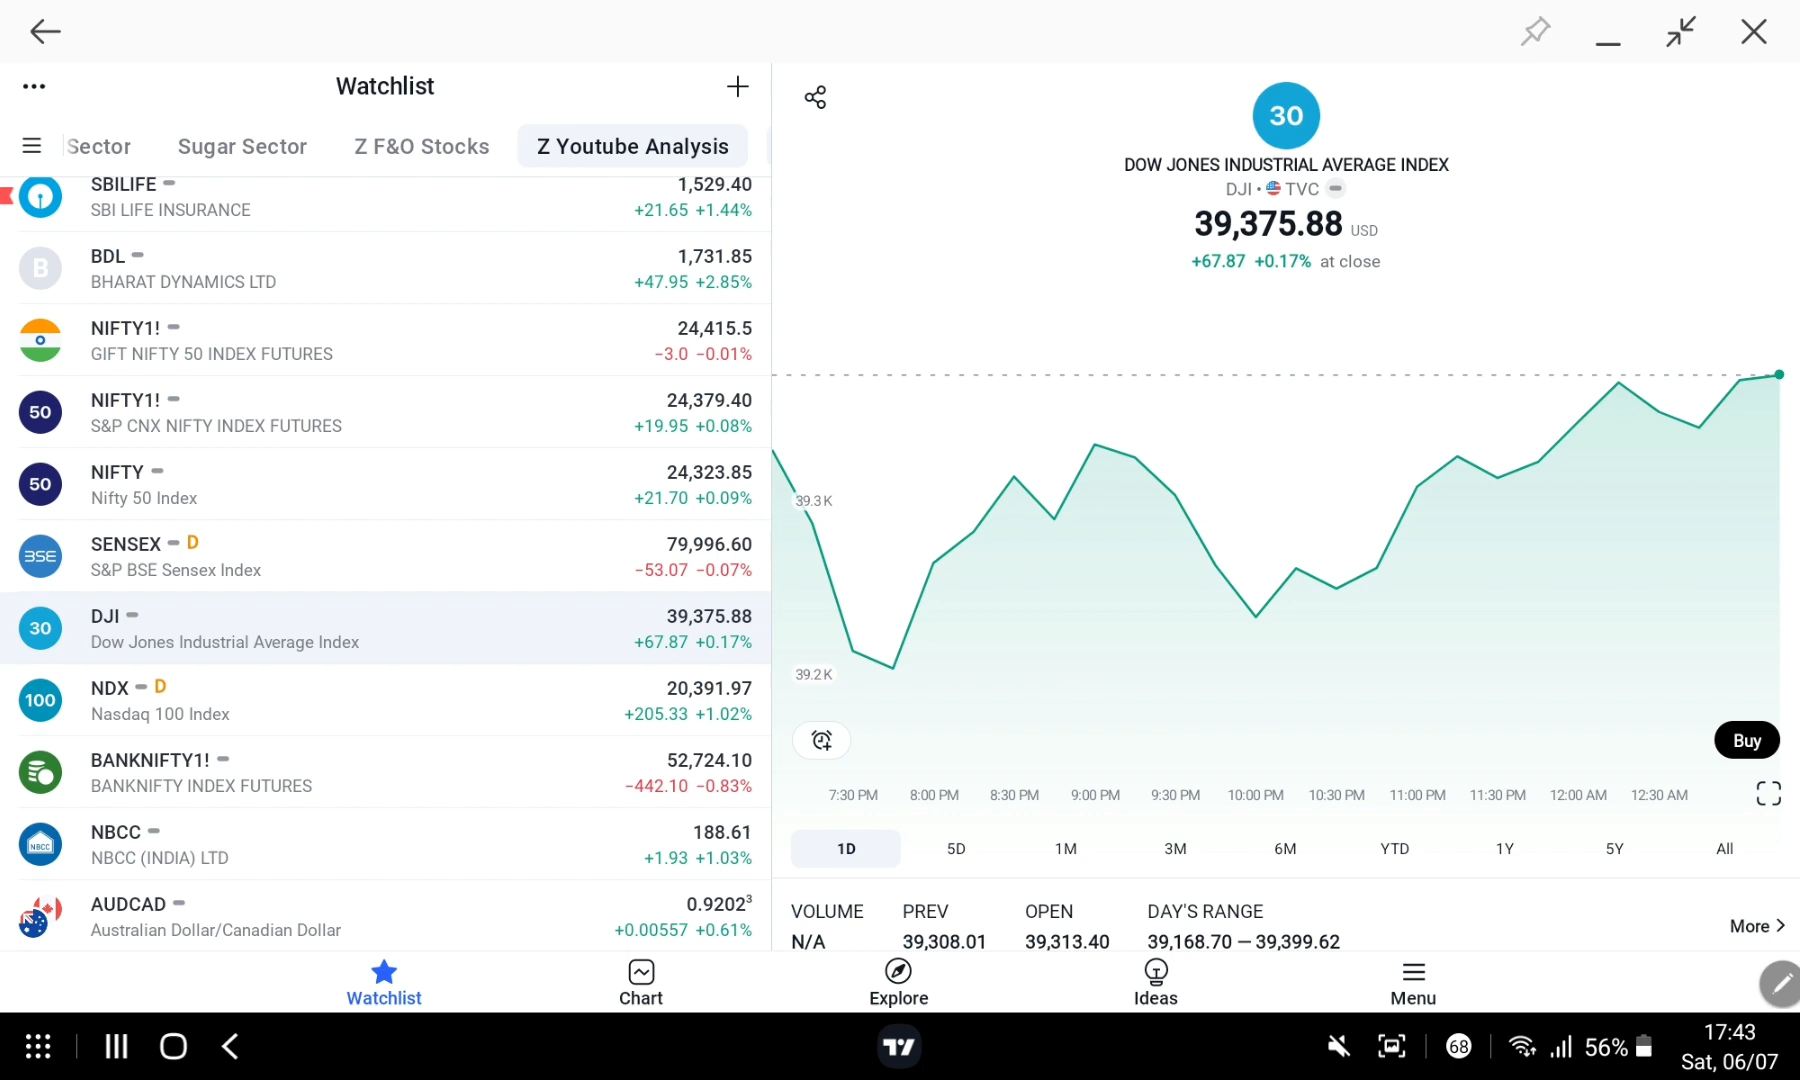 Watchlist
Sector
Sugar Sector
Z F&O Stocks
Z Youtube Analysis
SBILIFE
1,529.40
SBI LIFE INSURANCE
+21.65 +1.44%
B
BDL
1,731.85
BHARAT DYNAMICS LTD
+47.95 +2.85%
NIFTY1!
24,415.5
GIFT NIFTY 50 INDEX FUTURES
−3.0 −0.01%
50
NIFTY1!
24,379.40
S&P CNX NIFTY INDEX FUTURES
+19.95 +0.08%
50
NIFTY
24,323.85
Nifty 50 Index
+21.70 +0.09%
BSE
SENSEX D
79,996.60
S&P BSE Sensex Index
−53.07 −0.07%
30
DJI
39,375.88
Dow Jones Industrial Average Index
+67.87 +0.17%
100
NDX D
20,391.97
Nasdaq 100 Index
+205.33 +1.02%
BANKNIFTY1!
52,724.10
BANKNIFTY INDEX FUTURES
−442.10 −0.83%
NBCC
NBCC
188.61
NBCC (INDIA) LTD
+1.93 +1.03%
AUDCAD
0.9202³
Australian Dollar/Canadian Dollar
+0.00557 +0.61%
30
DOW JONES INDUSTRIAL AVERAGE INDEX
DJI • TVC
39,375.88 USD
+67.87 +0.17% at close
39.3K
39.2K
Buy
7:30 PM 8:00 PM 8:30 PM 9:00 PM 9:30 PM 10:00 PM 10:30 PM 11:00 PM 11:30 PM 12:00 AM 12:30 AM
1D 5D 1M 3M 6M YTD 1Y 5Y All
VOLUME PREV OPEN DAY'S RANGE
N/A 39,308.01 39,313.40 39,168.70 — 39,399.62
More
Watchlist
Chart
Explore
Ideas
Menu
68
56%
17:43
Sat, 06/07